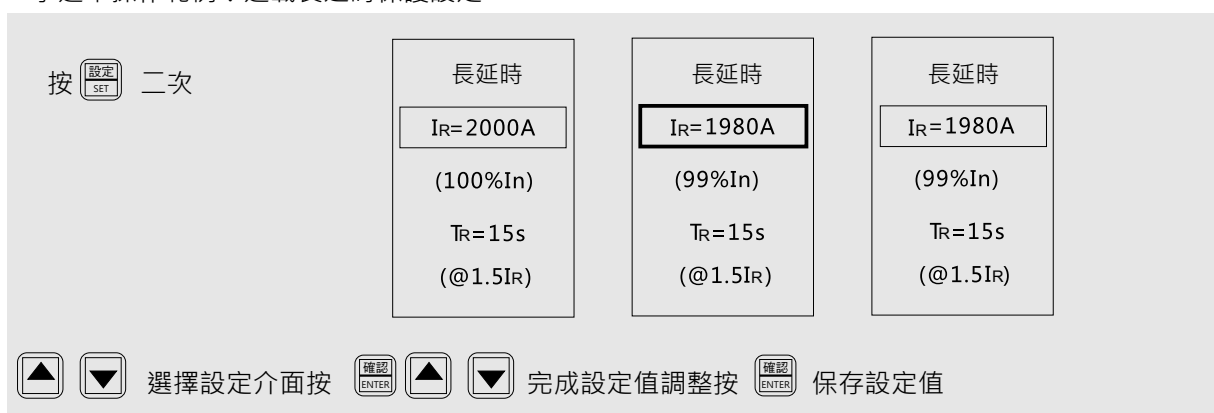 按 設定 SET 二次
長延時 長延時 長延時
IR=2000A IR=1980A IR=1980A
(100%In) (99%In) (99%In)
TR=15s TR=15s TR=15s
(@1.5IR) (@1.5IR) (@1.5IR)
選擇設定介面按 確認 ENTER 完成設定值調整按 確認 ENTER 保存設定值